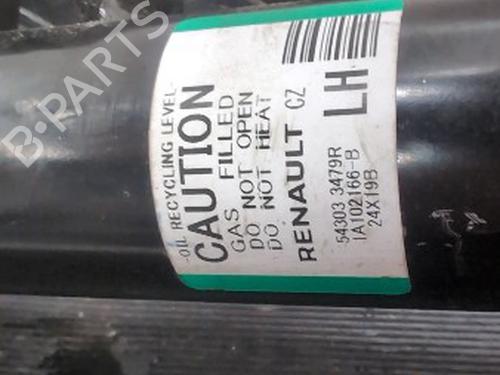 B-PARTS
-OIL RECYCLING LEVEL-
CAUTION
GAS FILLED
DO NOT OPEN
DO NOT HEAT
RENAULT CZ
LH
54303 3479R
1A102166-B
24X19B